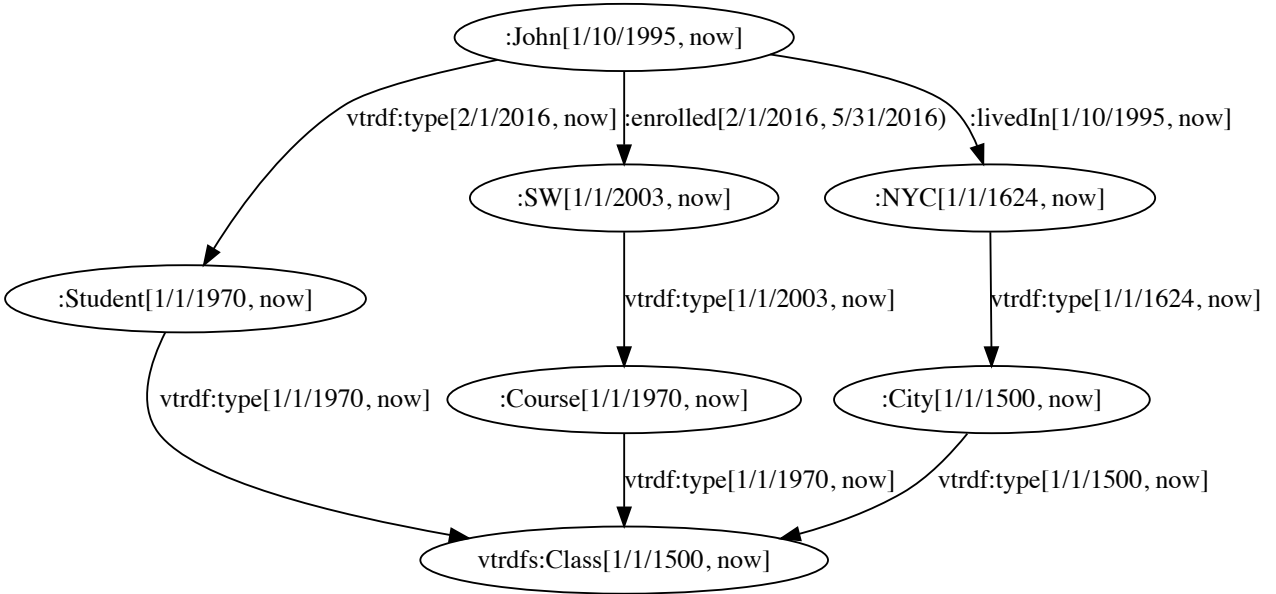 :John[1/10/1995, now]
vtrdf:type[2/1/2016, now]
:enrolled[2/1/2016, 5/31/2016)
:livedIn[1/10/1995, now]
:SW[1/1/2003, now]
:NYC[1/1/1624, now]
:Student[1/1/1970, now]
vtrdf:type[1/1/2003, now]
vtrdf:type[1/1/1624, now]
vtrdf:type[1/1/1970, now]
:Course[1/1/1970, now]
:City[1/1/1500, now]
vtrdf:type[1/1/1970, now]
vtrdf:type[1/1/1500, now]
vtrdfs:Class[1/1/1500, now]